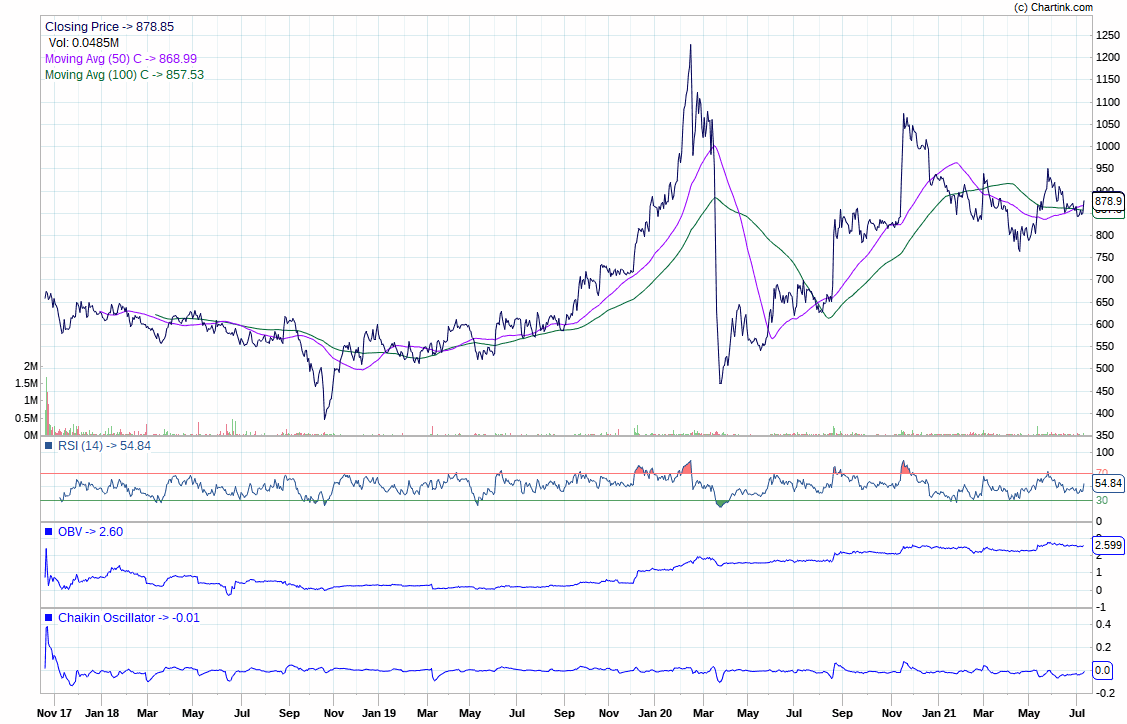 (c) Chartink.com
Closing Price -> 878.85
Vol: 0.0485M
Moving Avg (50) C -> 868.99
Moving Avg (100) C -> 857.53
1250
1200
1150
1100
1050
1000
950
900
878.9
800
750
700
650
600
550
500
450
400
350
2M
1.5M
1M
0.5M
0M
RSI (14) -> 54.84
100
70
54.84
30
0
OBV -> 2.60
2.599
2
1
0
-1
Chaikin Oscillator -> -0.01
0.4
0.2
0.0
-0.2
Nov 17 Jan 18 Mar May Jul Sep Nov Jan 19 Mar May Jul Sep Nov Jan 20 Mar May Jul Sep Nov Jan 21 Mar May Jul